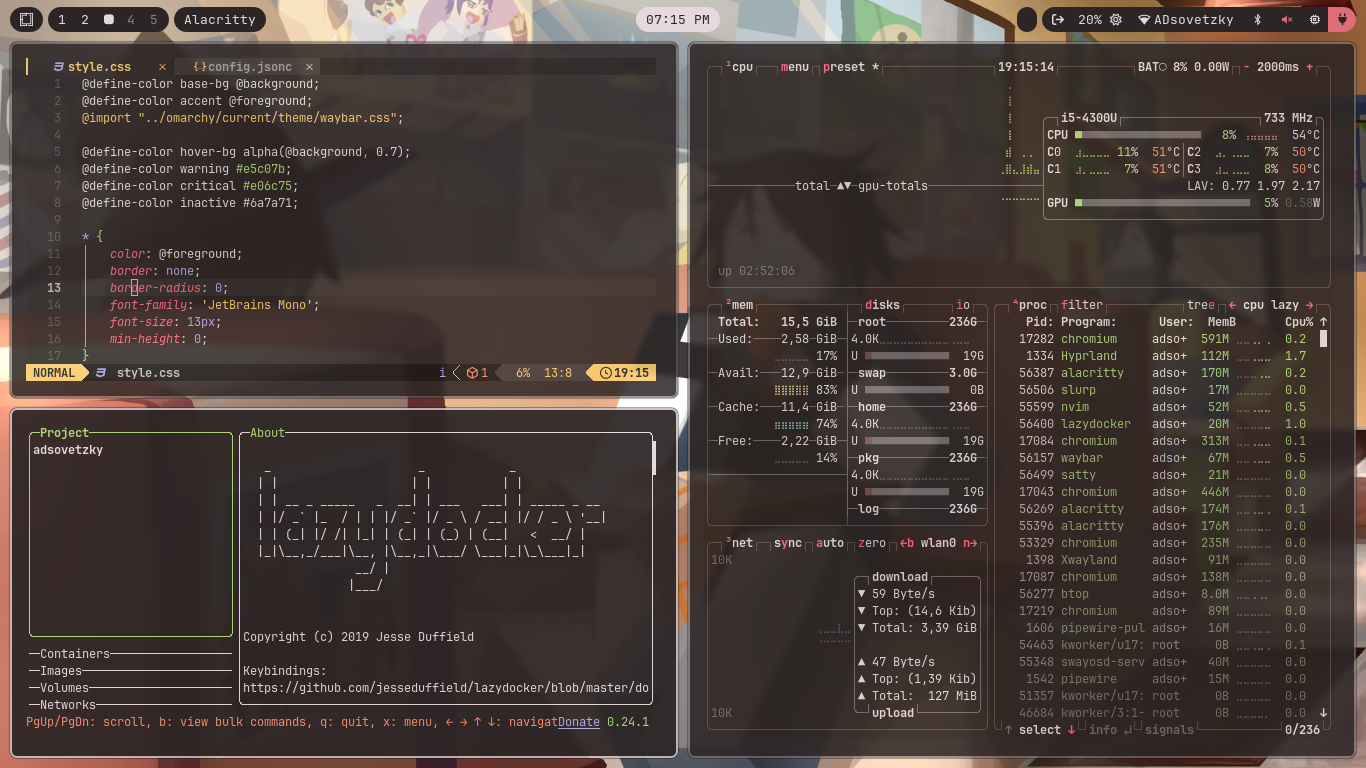 1 2 4 5 Alacritty 07:15 PM 20% ADsovetzky
style.css × {} config.jsonc ×
1 @define-color base-bg @background;
2 @define-color accent @foreground;
3 @import "../omarchy/current/theme/waybar.css";
4
5 @define-color hover-bg alpha(@background, 0.7);
6 @define-color warning #e5c07b;
7 @define-color critical #e06c75;
8 @define-color inactive #6a7a71;
9
10 * {
11 color: @foreground;
12 border: none;
13 border-radius: 0;
14 font-family: 'JetBrains Mono';
15 font-size: 13px;
16 min-height: 0;
17 }
NORMAL style.css i 1 6% 13:8 19:15
Project
adsovetzky
Containers
Images
Volumes
Networks
About
lazydocker
Copyright (c) 2019 Jesse Duffield
Keybindings:
https://github.com/jesseduffield/lazydocker/blob/master/do
PgUp/PgDn: scroll, b: view bulk commands, q: quit, x: menu, ← → ↑ ↓: navigatDonate 0.24.1
¹cpu menu preset * 19:15:14 BAT○ 8% 0.00W - 2000ms +
i5-4300U 733 MHz
CPU 8% 54°C
C0 11% 51°C C2 7% 50°C
C1 7% 51°C C3 8% 50°C
LAV: 0.77 1.97 2.17
GPU 5% 0.58W
total ▲▼ gpu-totals
up 02:52:06
²mem
Total: 15,5 GiB
Used: 2,58 GiB
17%
Avail: 12,9 GiB
83%
Cache: 11,4 GiB
74%
Free: 2,22 GiB
14%
disks io
root 236G
4.0K
U 19G
swap 3.0G
U 0B
home 236G
4.0K
U 19G
pkg 236G
4.0K
U 19G
log 236G
³net sync auto zero ←b wlan0 n→
10K
download
▼ 59 Byte/s
▼ Top: (14,6 Kib)
▼ Total: 3,39 GiB
▲ 47 Byte/s
▲ Top: (1,39 Kib)
▲ Total: 127 MiB
upload
10K
⁴proc filter tree ← cpu lazy →
Pid: Program: User: MemB Cpu% ↑
17282 chromium adso+ 591M 0.2
1334 Hyprland adso+ 112M 1.7
56387 alacritty adso+ 170M 0.2
56506 slurp adso+ 17M 0.0
55599 nvim adso+ 52M 0.5
56400 lazydocker adso+ 20M 1.0
17084 chromium adso+ 313M 0.1
56157 waybar adso+ 67M 0.5
56499 satty adso+ 21M 0.0
17043 chromium adso+ 446M 0.0
56269 alacritty adso+ 174M 0.1
55396 alacritty adso+ 176M 0.0
53329 chromium adso+ 235M 0.0
1398 Xwayland adso+ 91M 0.0
17087 chromium adso+ 138M 0.0
56277 btop adso+ 8.0M 0.0
17219 chromium adso+ 89M 0.0
1606 pipewire-pul adso+ 16M 0.0
54463 kworker/u17: root 0B 0.1
55348 swayosd-serv adso+ 40M 0.0
1542 pipewire adso+ 15M 0.0
51357 kworker/u17: root 0B 0.0
46684 kworker/3:1- root 0B 0.0 ↓
↑ select ↓ info ↲ signals 0/236